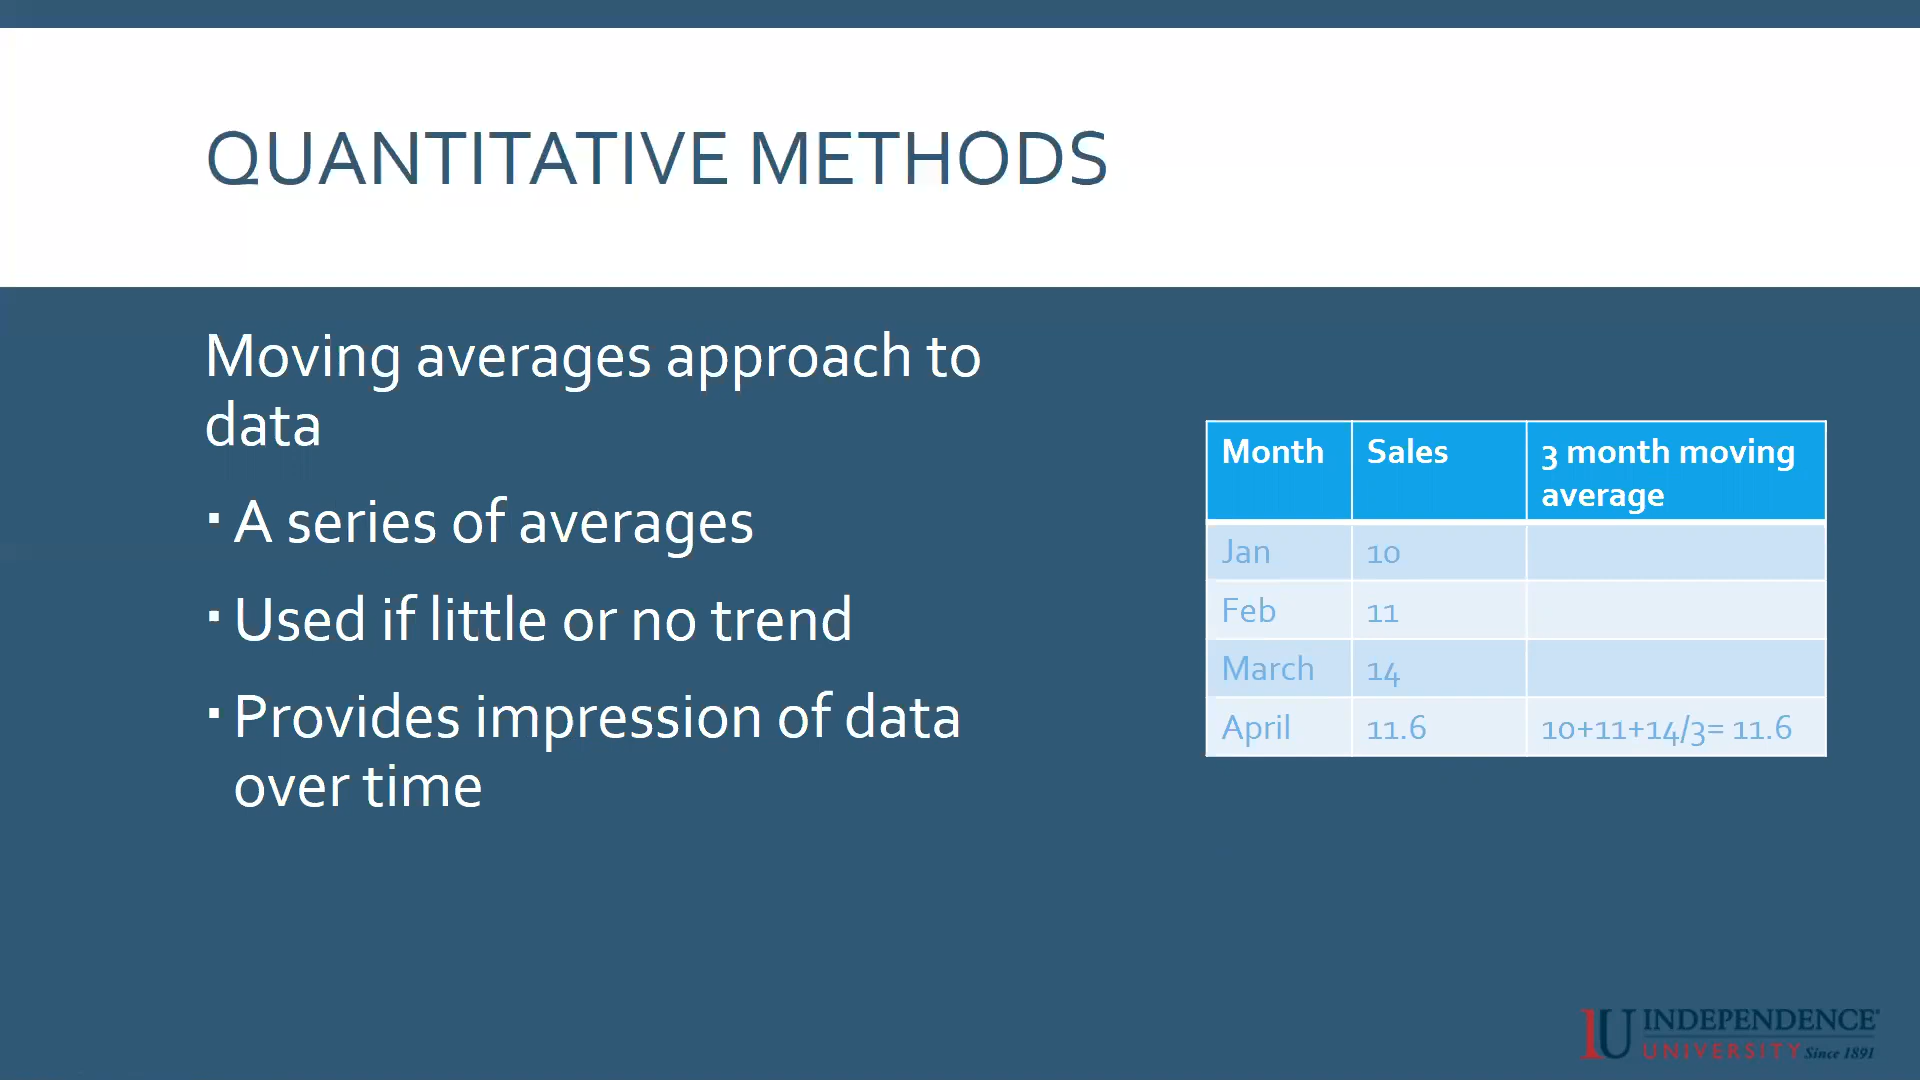 QUANTITATIVE METHODS
Moving averages approach to
data
▪ A series of averages
▪ Used if little or no trend
▪ Provides impression of data
over time
Month Sales 3 month moving
average
Jan 10
Feb 11
March 14
April 11.6 10+11+14/3= 11.6
IU INDEPENDENCE
UNIVERSITY Since 1891